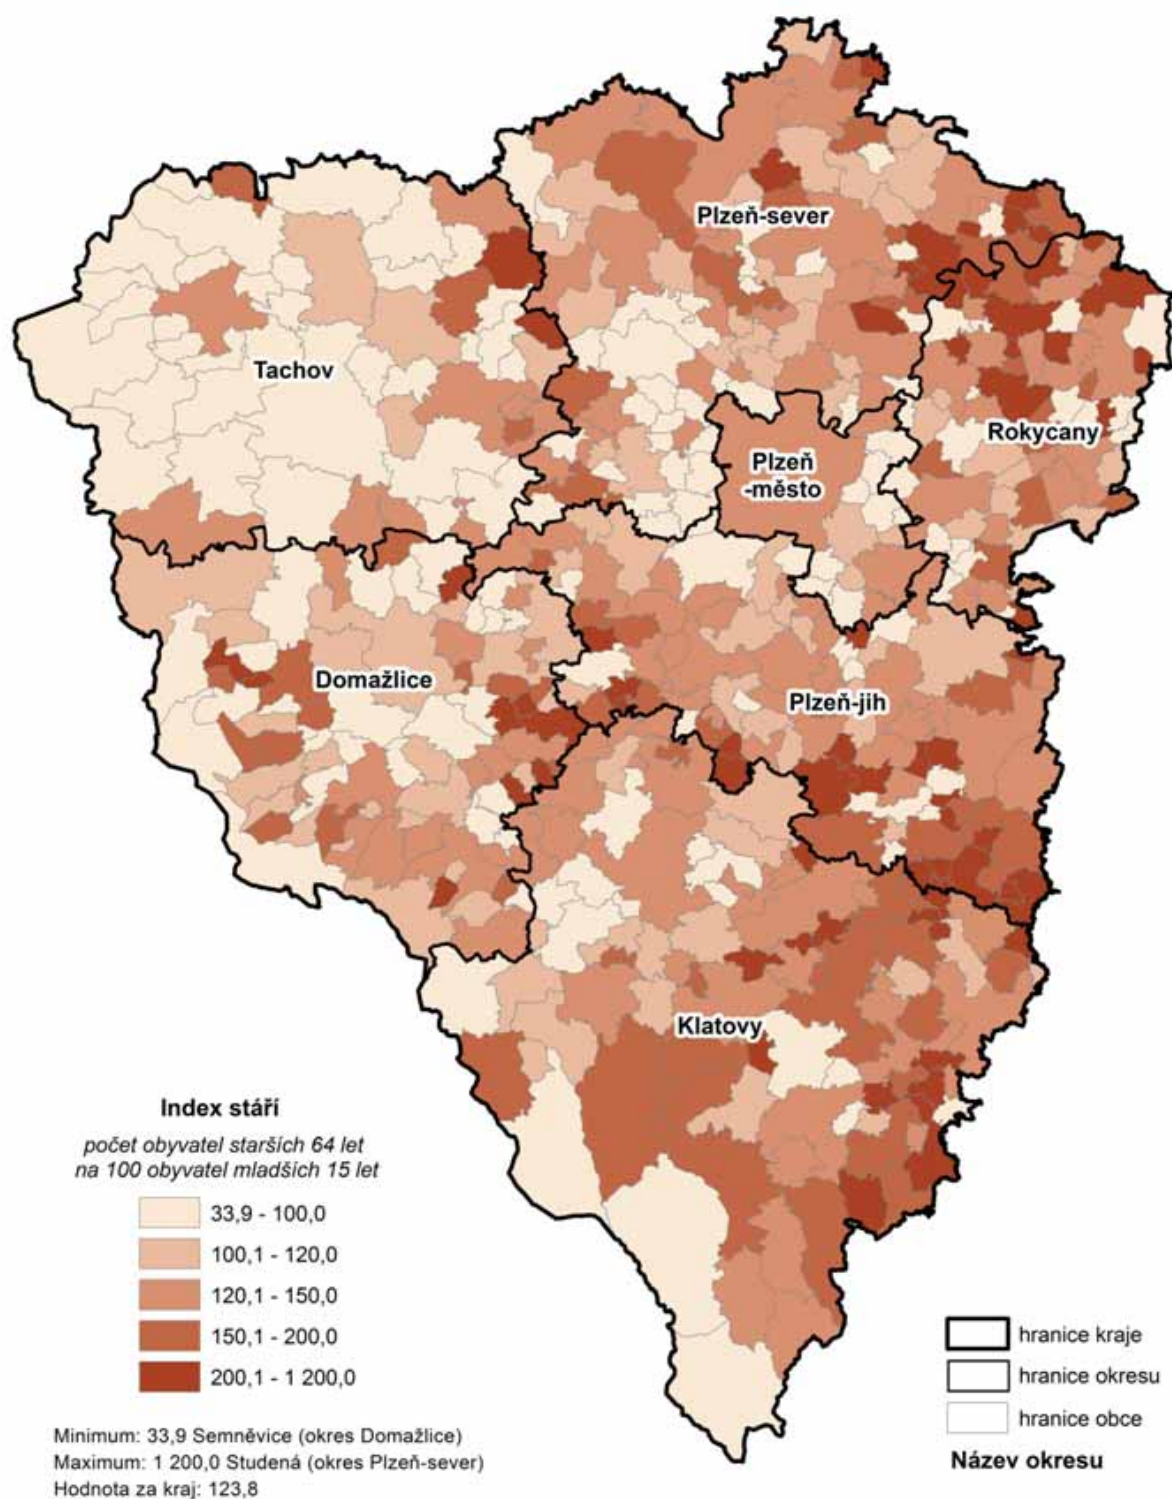 Plzeň-sever
Tachov
Rokycany
Plzeň
-město
Domažlice
Plzeň-jih
Klatovy
Index stáří
počet obyvatel starších 64 let
na 100 obyvatel mladších 15 let
33,9 - 100,0
100,1 - 120,0
120,1 - 150,0
150,1 - 200,0
200,1 - 1 200,0
hranice kraje
hranice okresu
hranice obce
Název okresu
Minimum: 33,9 Semněvice (okres Domažlice)
Maximum: 1 200,0 Studená (okres Plzeň-sever)
Hodnota za kraj: 123,8